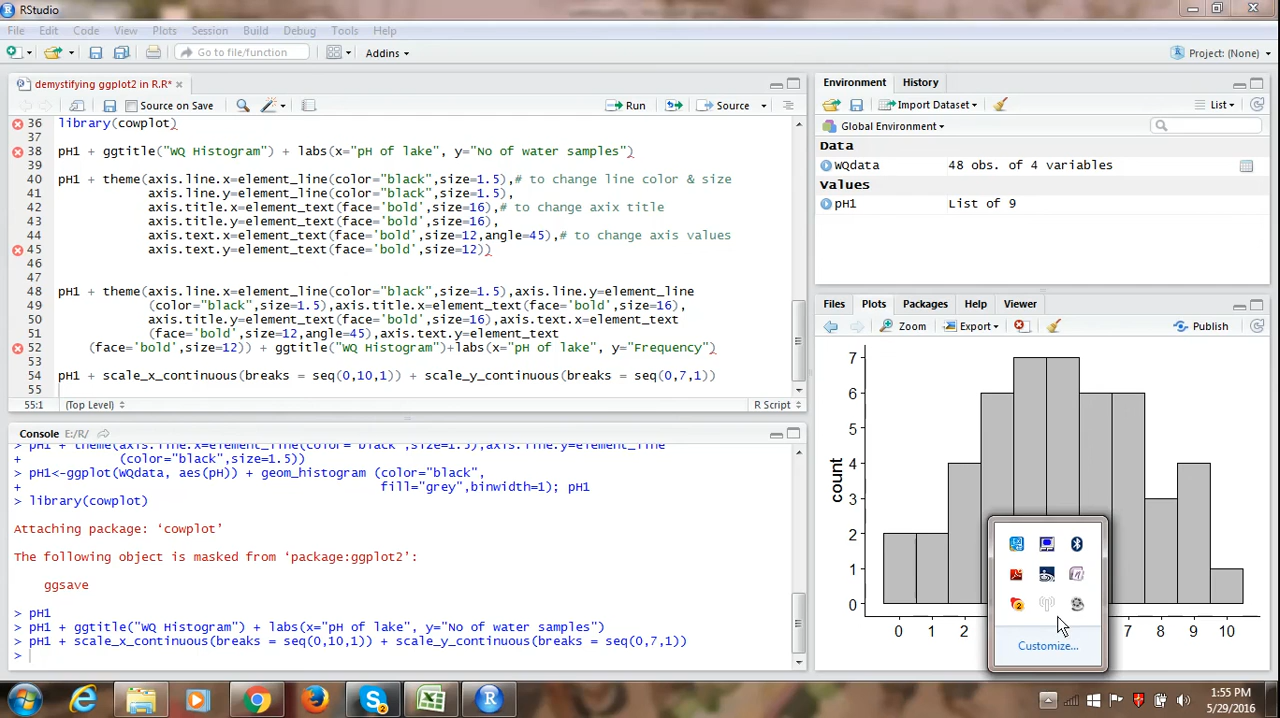 RStudio
File Edit Code View Plots Session Build Debug Tools Help
Go to file/function Addins Project: (None)
demystifying ggplot2 in R.R*
Source on Save Run Source
36 library(cowplot)
37
38 pH1 + ggtitle("WQ Histogram") + labs(x="pH of lake", y="No of water samples")
39
40 pH1 + theme(axis.line.x=element_line(color="black",size=1.5),# to change line color & size
41 axis.line.y=element_line(color="black",size=1.5),
42 axis.title.x=element_text(face='bold',size=16),# to change axix title
43 axis.title.y=element_text(face='bold',size=16),
44 axis.text.x=element_text(face='bold',size=12,angle=45),# to change axis values
45 axis.text.y=element_text(face='bold',size=12))
46
47
48 pH1 + theme(axis.line.x=element_line(color="black",size=1.5),axis.line.y=element_line
49 (color="black",size=1.5),axis.title.x=element_text(face='bold',size=16),
50 axis.title.y=element_text(face='bold',size=16),axis.text.x=element_text
51 (face='bold',size=12,angle=45),axis.text.y=element_text
52 (face='bold',size=12)) + ggtitle("WQ Histogram")+labs(x="pH of lake", y="Frequency")
53
54 pH1 + scale_x_continuous(breaks = seq(0,10,1)) + scale_y_continuous(breaks = seq(0,7,1))
55
55:1 (Top Level) R Script
Console E:/R/
> pH1 + theme(axis.line.x=element_line(color="black",size=1.5),axis.line.y=element_line
+ (color="black",size=1.5))
> pH1<-ggplot(WQdata, aes(pH)) + geom_histogram (color="black",
+ fill="grey",binwidth=1); pH1
> library(cowplot)
Attaching package: ‘cowplot’
The following object is masked from ‘package:ggplot2’:
ggsave
> pH1
> pH1 + ggtitle("WQ Histogram") + labs(x="pH of lake", y="No of water samples")
> pH1 + scale_x_continuous(breaks = seq(0,10,1)) + scale_y_continuous(breaks = seq(0,7,1))
>
Environment History
Import Dataset List
Global Environment
Data
WQdata 48 obs. of 4 variables
Values
pH1 List of 9
Files Plots Packages Help Viewer
Zoom Export Publish
7
6
5
4
3
2
1
0
count
0 1 2 7 8 9 10
2
Customize...
2
1:55 PM
5/29/2016